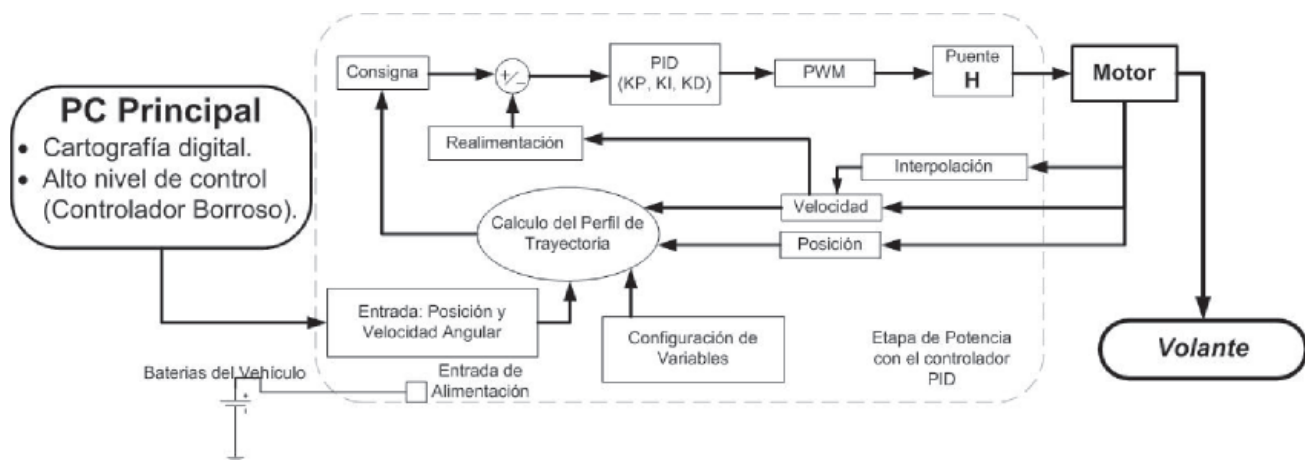 Consigna
+/-
PID
(KP, KI, KD)
PWM
Puente
H
Motor
PC Principal
• Cartografía digital.
• Alto nivel de control
(Controlador Borroso).
Realimentación
Interpolación
Velocidad
Calculo del Perfil de
Trayectoria
Posición
Entrada: Posición y
Velocidad Angular
Configuración de
Variables
Etapa de Potencia
con el controlador
PID
Volante
Baterias del Vehículo
Entrada de
Alimentación
+
-